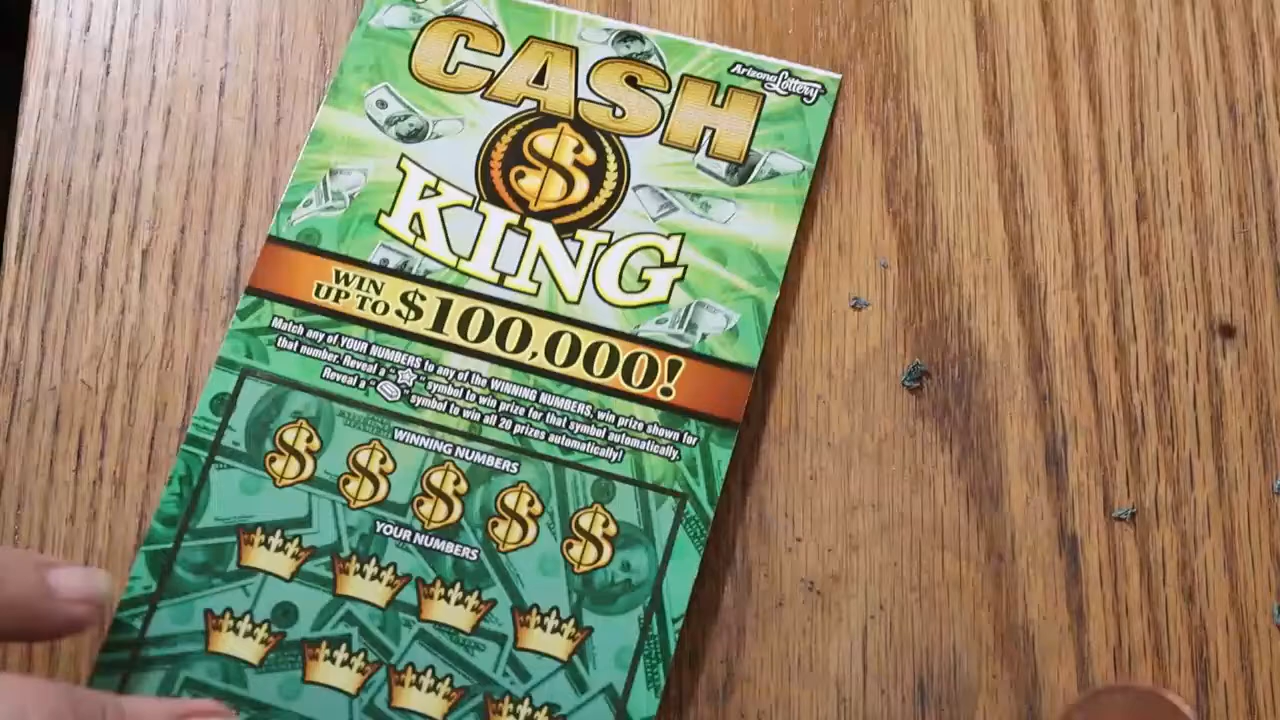 Arizona Lottery™
CASH
$
KING
WIN
UP TO $100,000!
Match any of YOUR NUMBERS to any of the WINNING NUMBERS, win prize shown for
that number. Reveal a "" symbol to win prize for that symbol automatically.
Reveal a "" symbol to win all 20 prizes automatically!
WINNING NUMBERS
$ $ $ $ $
YOUR NUMBERS